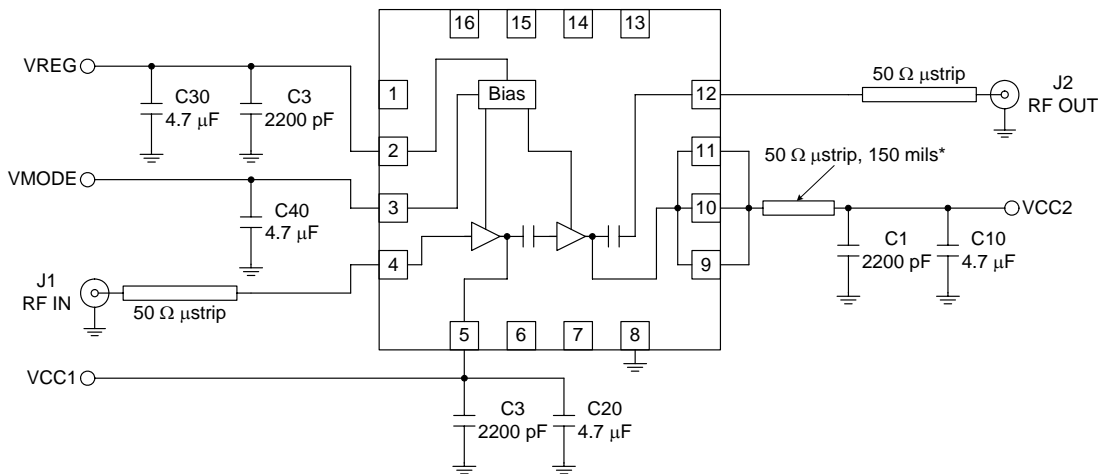 16
15
14
13
VREG
C30
4.7 µF
C3
2200 pF
1
Bias
12
50 Ω µstrip
J2
RF OUT
2
11
50 Ω µstrip, 150 mils*
VMODE
C40
4.7 µF
3
10
VCC2
4
9
C1
2200 pF
C10
4.7 µF
J1
RF IN
50 Ω µstrip
5
6
7
8
VCC1
C3
2200 pF
C20
4.7 µF